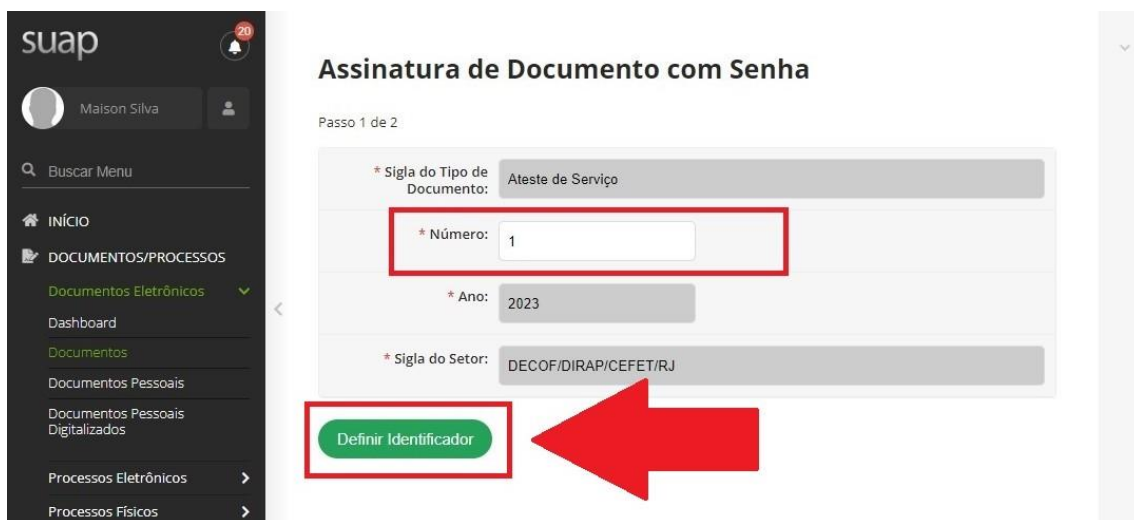 suap
20
Maison Silva
Buscar Menu
INÍCIO
DOCUMENTOS/PROCESSOS
Documentos Eletrônicos
Dashboard
Documentos
Documentos Pessoais
Documentos Pessoais
Digitalizados
Processos Eletrônicos
Processos Físicos
Assinatura de Documento com Senha
Passo 1 de 2
* Sigla do Tipo de
Documento:
Ateste de Serviço
* Número:
1
* Ano:
2023
* Sigla do Setor:
DECOF/DIRAP/CEFET/RJ
Definir Identificador